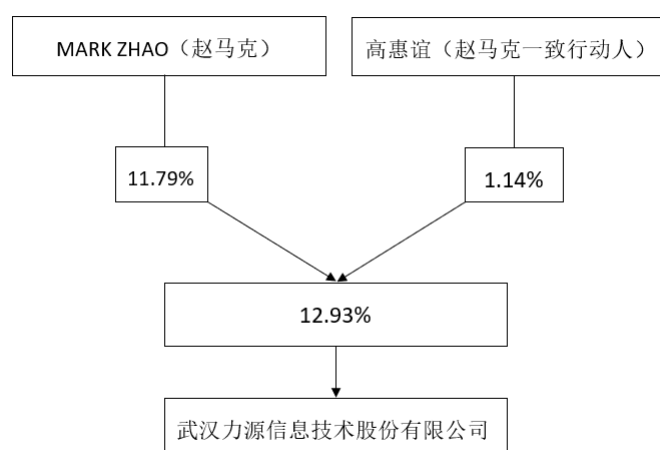 MARK ZHAO（赵马克）
高惠谊（赵马克一致行动人）
11.79%
1.14%
12.93%
武汉力源信息技术股份有限公司